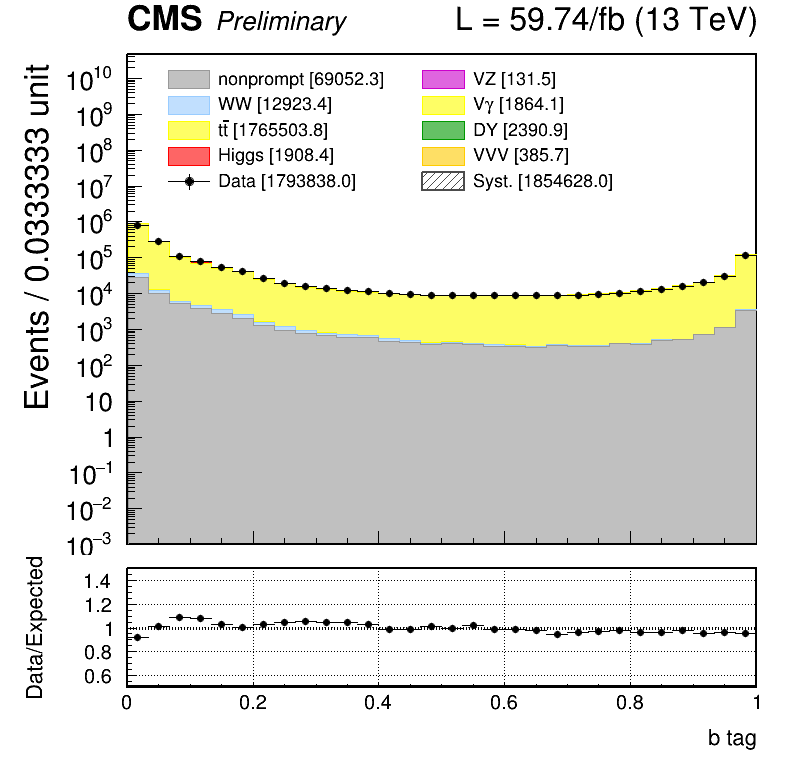 CMS Preliminary L = 59.74/fb (13 TeV)
Events / 0.0333333 unit
nonprompt [69052.3]
WW [12923.4]
tt̄ [1765503.8]
Higgs [1908.4]
Data [1793838.0]
VZ [131.5]
Vγ [1864.1]
DY [2390.9]
VVV [385.7]
Syst. [1854628.0]
10¹⁰
10⁹
10⁸
10⁷
10⁶
10⁵
10⁴
10³
10²
10
1
10⁻¹
10⁻²
10⁻³
Data/Expected
1.4
1.2
1
0.8
0.6
0 0.2 0.4 0.6 0.8 1
b tag